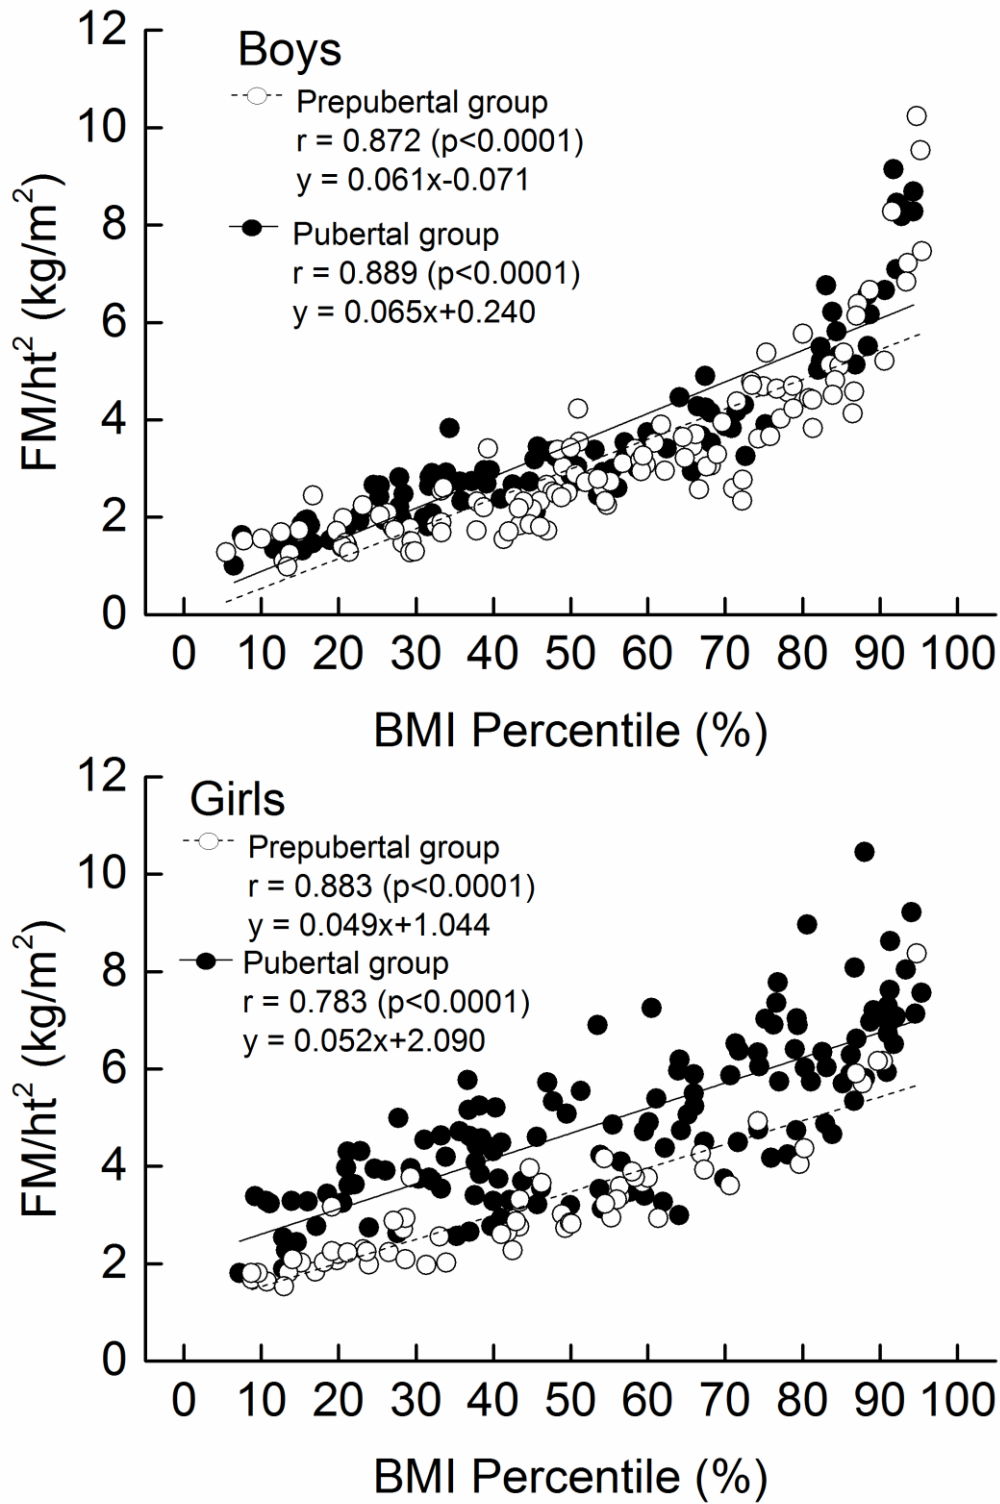 Boys
Prepubertal group
r = 0.872 (p<0.0001)
y = 0.061x-0.071
Pubertal group
r = 0.889 (p<0.0001)
y = 0.065x+0.240
FM/ht² (kg/m²)
12
10
8
6
4
2
0
0 10 20 30 40 50 60 70 80 90 100
BMI Percentile (%)
Girls
Prepubertal group
r = 0.883 (p<0.0001)
y = 0.049x+1.044
Pubertal group
r = 0.783 (p<0.0001)
y = 0.052x+2.090
FM/ht² (kg/m²)
12
10
8
6
4
2
0
0 10 20 30 40 50 60 70 80 90 100
BMI Percentile (%)